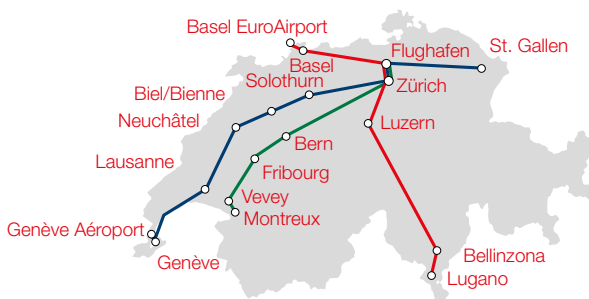 Basel EuroAirport
Basel
Flughafen
St. Gallen
Zürich
Solothurn
Biel/Bienne
Neuchâtel
Luzern
Bern
Lausanne
Fribourg
Vevey
Montreux
Genève Aéroport
Genève
Bellinzona
Lugano